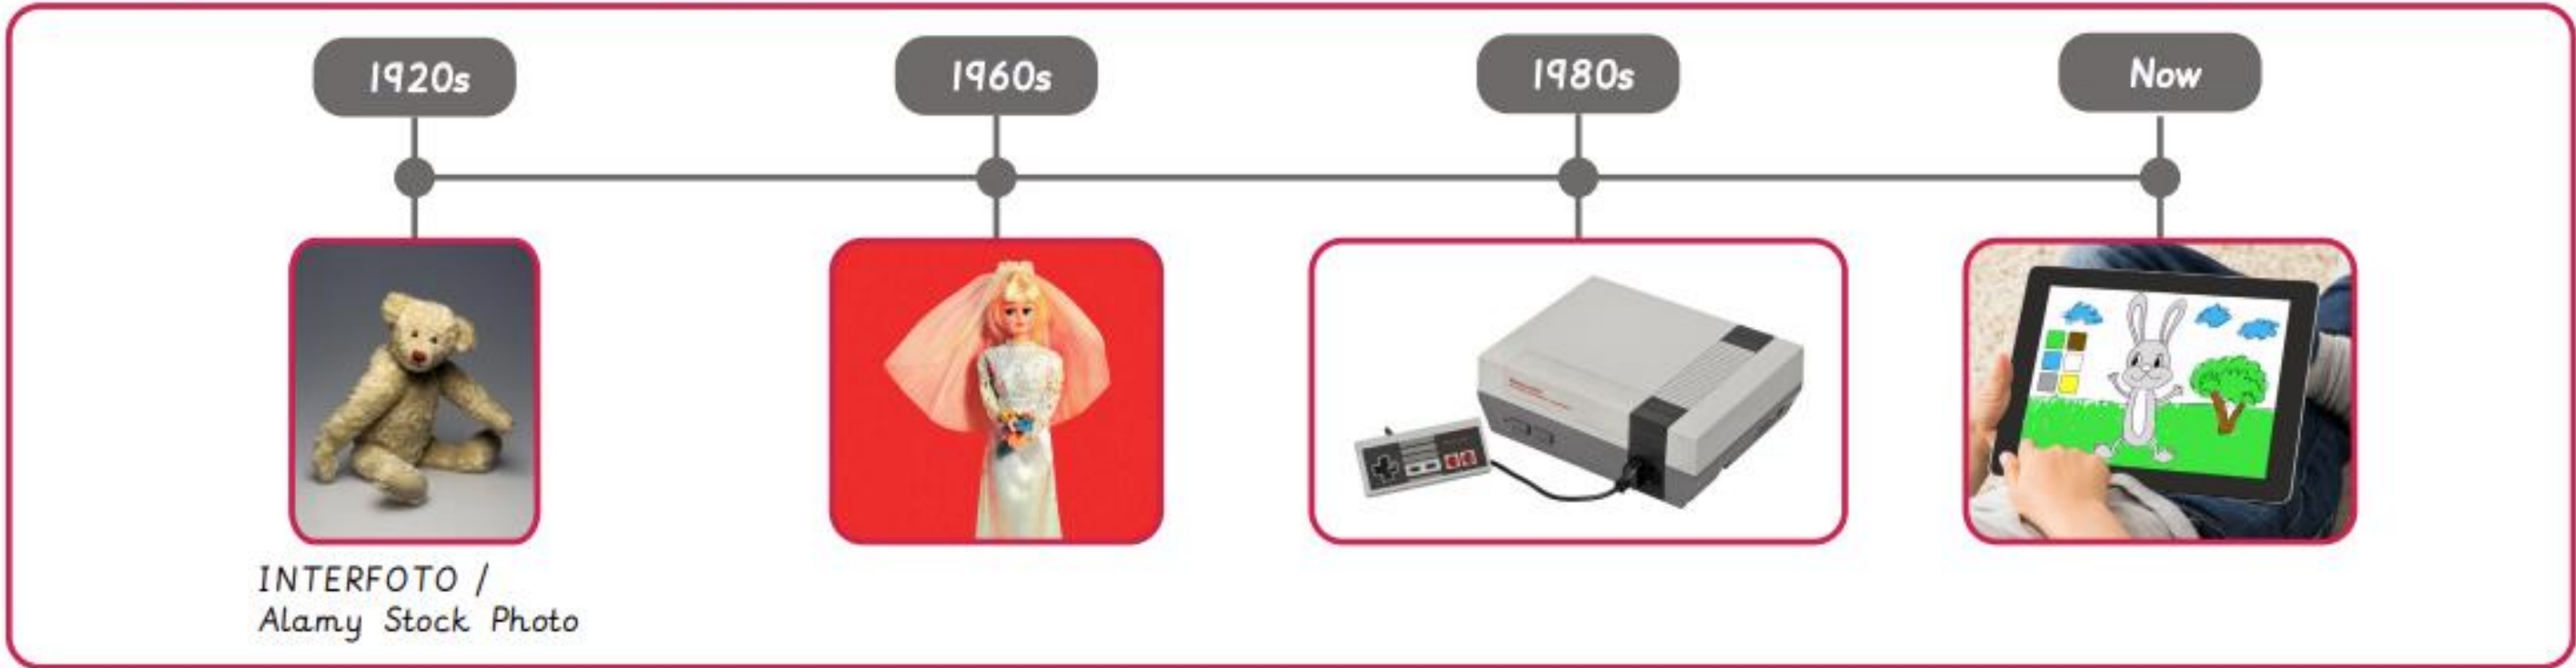 1920s
1960s
1980s
Now
INTERFOTO /
Alamy Stock Photo